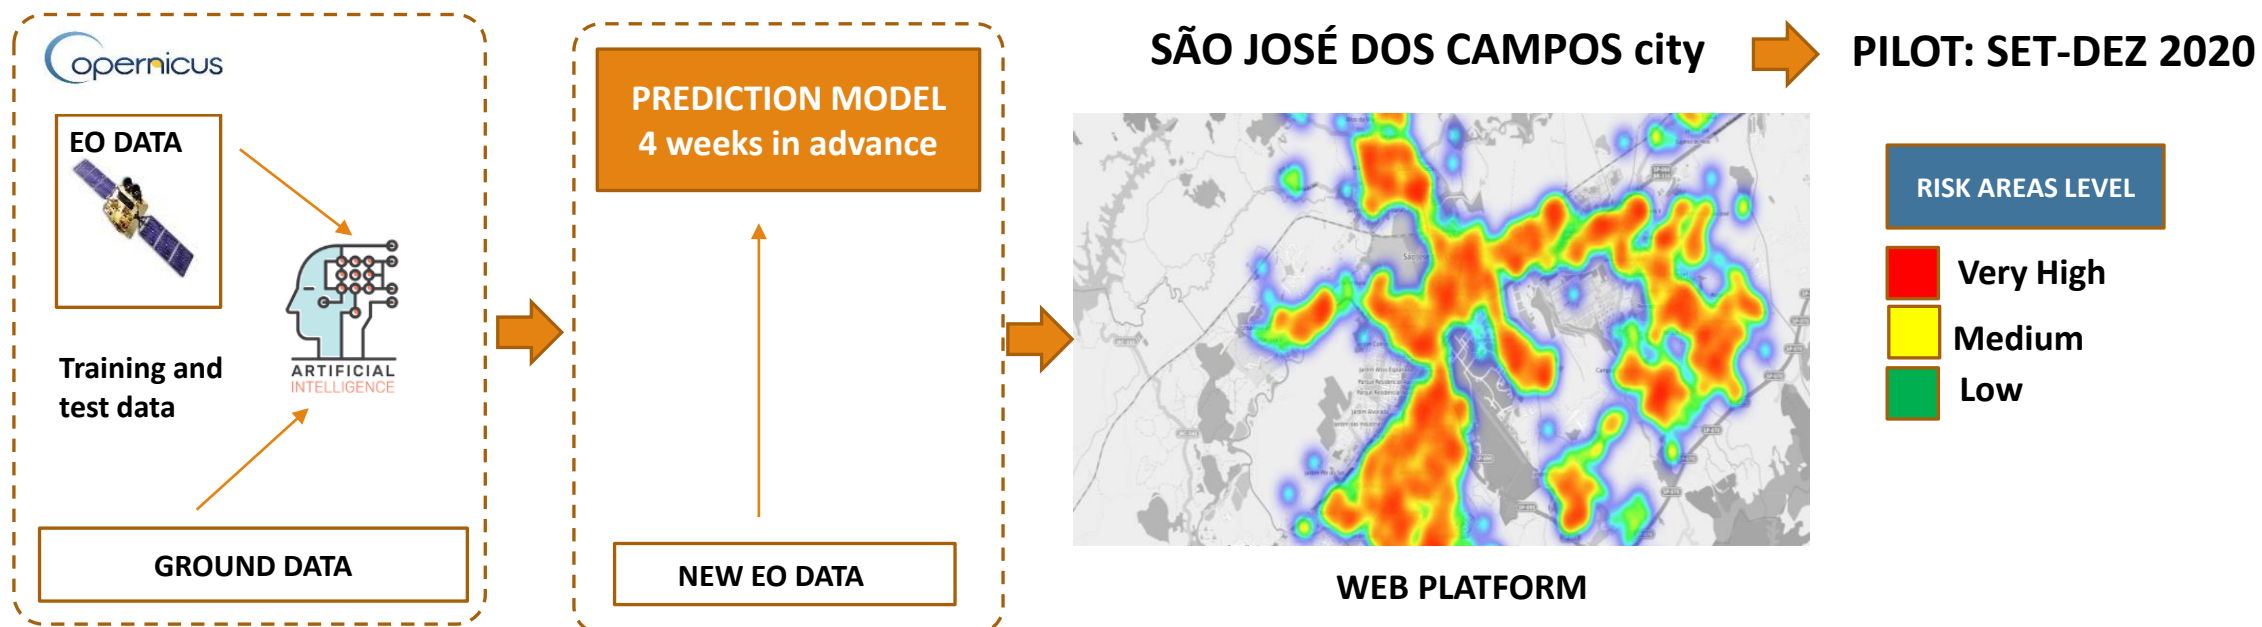 Copernicus
EO DATA
Training and
test data
ARTIFICIAL
INTELLIGENCE
GROUND DATA
PREDICTION MODEL
4 weeks in advance
NEW EO DATA
SÃO JOSÉ DOS CAMPOS city
PILOT: SET-DEZ 2020
WEB PLATFORM
RISK AREAS LEVEL
Very High
Medium
Low